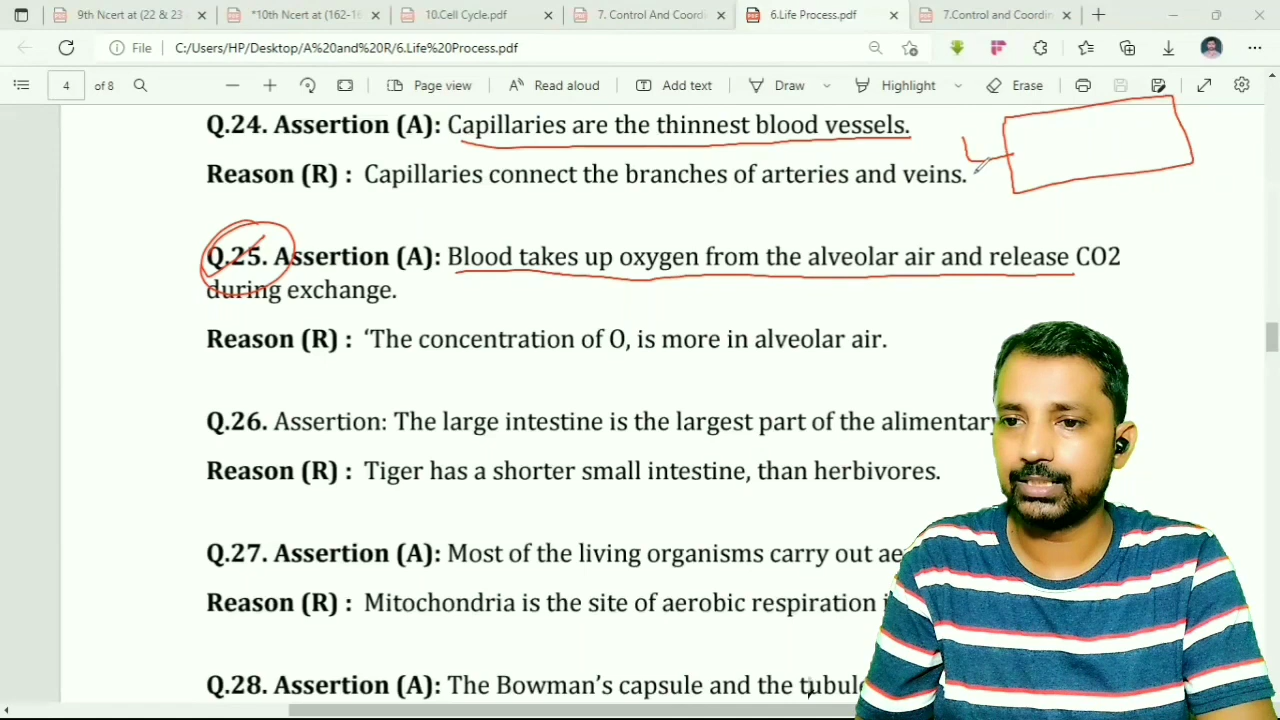 9th Ncert at (22 & 23
*10th Ncert at (162-16
10.Cell Cycle.pdf
7. Control And Coordi
6.Life Process.pdf
7.Control and Coordin
File
C:/Users/HP/Desktop/A%20and%20R/6.Life%20Process.pdf
4 of 8
Page view
Read aloud
Add text
Draw
Highlight
Erase
Q.24. Assertion (A): Capillaries are the thinnest blood vessels.
Reason (R) : Capillaries connect the branches of arteries and veins.
Q.25. Assertion (A): Blood takes up oxygen from the alveolar air and release CO2
during exchange.
Reason (R) : ‘The concentration of O, is more in alveolar air.
Q.26. Assertion: The large intestine is the largest part of the alimentary
Reason (R) : Tiger has a shorter small intestine, than herbivores.
Q.27. Assertion (A): Most of the living organisms carry out ae
Reason (R) : Mitochondria is the site of aerobic respiration
Q.28. Assertion (A): The Bowman’s capsule and the tubul